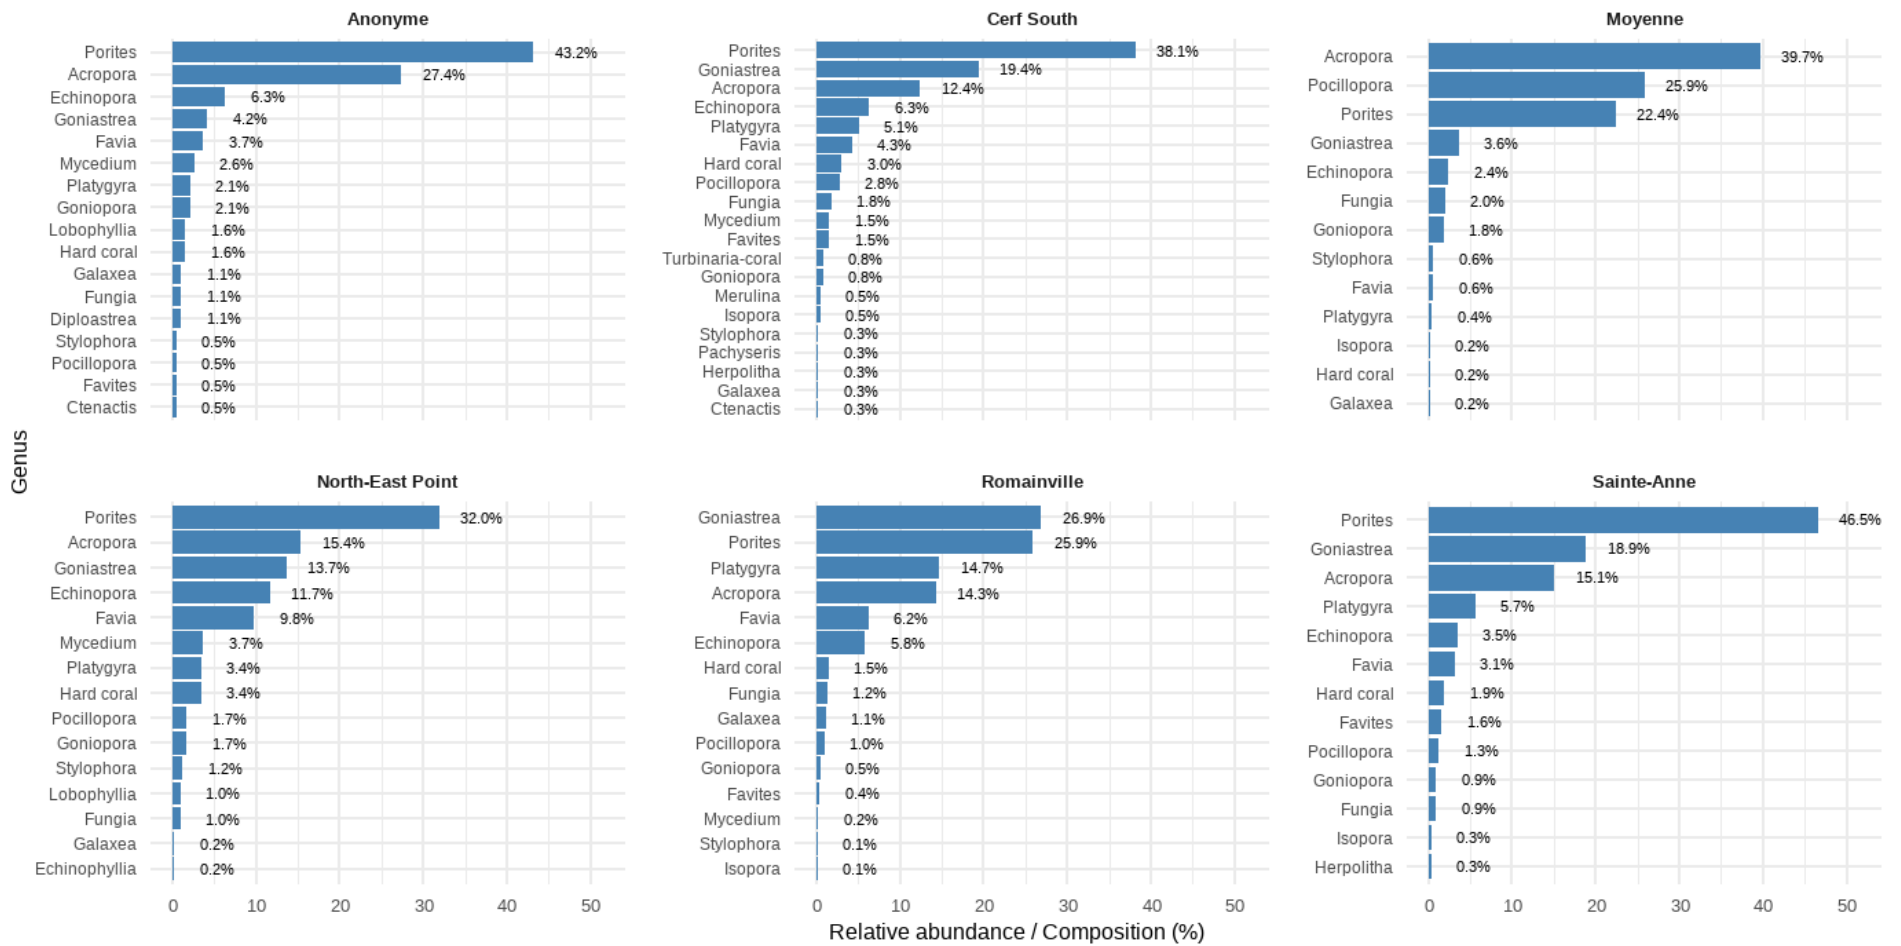 Anonyme
Porites 43.2%
Acropora 27.4%
Echinopora 6.3%
Goniastrea 4.2%
Favia 3.7%
Mycedium 2.6%
Platygyra 2.1%
Goniopora 2.1%
Lobophyllia 1.6%
Hard coral 1.6%
Galaxea 1.1%
Fungia 1.1%
Diploastrea 1.1%
Stylophora 0.5%
Pocillopora 0.5%
Favites 0.5%
Ctenactis 0.5%
Cerf South
Porites 38.1%
Goniastrea 19.4%
Acropora 12.4%
Echinopora 6.3%
Platygyra 5.1%
Favia 4.3%
Hard coral 3.0%
Pocillopora 2.8%
Fungia 1.8%
Mycedium 1.5%
Favites 1.5%
Turbinaria-coral 0.8%
Goniopora 0.8%
Merulina 0.5%
Isopora 0.5%
Stylophora 0.3%
Pachyseris 0.3%
Herpolitha 0.3%
Galaxea 0.3%
Ctenactis 0.3%
Moyenne
Acropora 39.7%
Pocillopora 25.9%
Porites 22.4%
Goniastrea 3.6%
Echinopora 2.4%
Fungia 2.0%
Goniopora 1.8%
Stylophora 0.6%
Favia 0.6%
Platygyra 0.4%
Isopora 0.2%
Hard coral 0.2%
Galaxea 0.2%
Genus
North-East Point
Porites 32.0%
Acropora 15.4%
Goniastrea 13.7%
Echinopora 11.7%
Favia 9.8%
Mycedium 3.7%
Platygyra 3.4%
Hard coral 3.4%
Pocillopora 1.7%
Goniopora 1.7%
Stylophora 1.2%
Lobophyllia 1.0%
Fungia 1.0%
Galaxea 0.2%
Echinophyllia 0.2%
0 10 20 30 40 50
Romainville
Goniastrea 26.9%
Porites 25.9%
Platygyra 14.7%
Acropora 14.3%
Favia 6.2%
Echinopora 5.8%
Hard coral 1.5%
Fungia 1.2%
Galaxea 1.1%
Pocillopora 1.0%
Goniopora 0.5%
Favites 0.4%
Mycedium 0.2%
Stylophora 0.1%
Isopora 0.1%
0 10 20 30 40 50
Sainte-Anne
Porites 46.5%
Goniastrea 18.9%
Acropora 15.1%
Platygyra 5.7%
Echinopora 3.5%
Favia 3.1%
Hard coral 1.9%
Favites 1.6%
Pocillopora 1.3%
Goniopora 0.9%
Fungia 0.9%
Isopora 0.3%
Herpolitha 0.3%
0 10 20 30 40 50
Relative abundance / Composition (%)